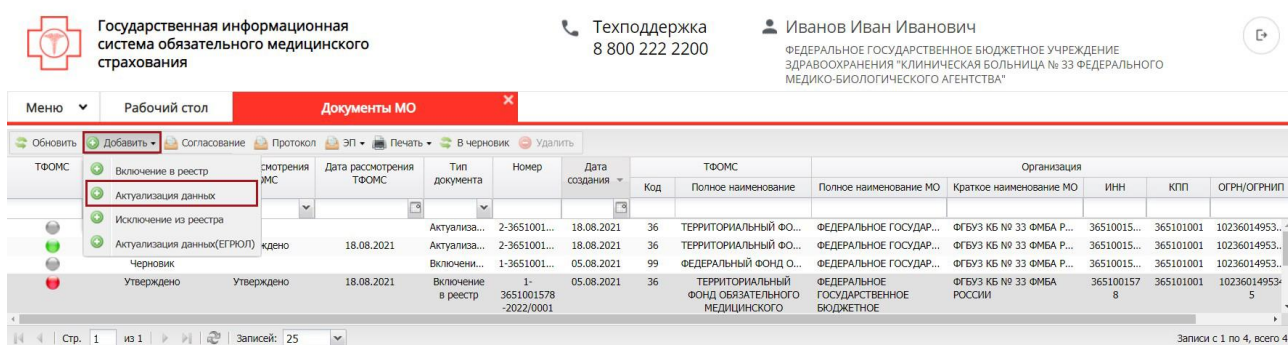 Государственная информационная
система обязательного медицинского
страхования
Техподдержка
8 800 222 2200
Иванов Иван Иванович
ФЕДЕРАЛЬНОЕ ГОСУДАРСТВЕННОЕ БЮДЖЕТНОЕ УЧРЕЖДЕНИЕ
ЗДРАВООХРАНЕНИЯ "КЛИНИЧЕСКАЯ БОЛЬНИЦА № 33 ФЕДЕРАЛЬНОГО
МЕДИКО-БИОЛОГИЧЕСКОГО АГЕНТСТВА"
Меню Рабочий стол Документы МО
Обновить Добавить Согласование Протокол ЭП Печать В черновик Удалить
Включение в реестр
Актуализация данных
Исключение из реестра
Актуализация данных(ЕГРЮЛ)
ТФОМС Дата рассмотрения ТФОМС Тип документа Номер Дата создания ТФОМС Организация
Код Полное наименование Полное наименование МО Краткое наименование МО ИНН КПП ОГРН/ОГРНИП
Актуализа... 2-3651001... 18.08.2021 36 ТЕРРИТОРИАЛЬНЫЙ ФО... ФЕДЕРАЛЬНОЕ ГОСУДАР... ФГБУЗ КБ № 33 ФМБА Р... 36510015... 365101001 10236014953..
ждено 18.08.2021 Актуализа... 2-3651001... 18.08.2021 36 ТЕРРИТОРИАЛЬНЫЙ ФО... ФЕДЕРАЛЬНОЕ ГОСУДАР... ФГБУЗ КБ № 33 ФМБА Р... 36510015... 365101001 10236014953..
Черновик Включени... 1-3651001... 05.08.2021 99 ФЕДЕРАЛЬНЫЙ ФОНД О... ФЕДЕРАЛЬНОЕ ГОСУДАР... ФГБУЗ КБ № 33 ФМБА Р... 36510015... 365101001 10236014953..
Утверждено Утверждено 18.08.2021 Включение 1- 05.08.2021 36 ТЕРРИТОРИАЛЬНЫЙ ФЕДЕРАЛЬНОЕ ФГБУЗ КБ № 33 ФМБА 365100157 365101001 102360149534
в реестр 3651001578 ФОНД ОБЯЗАТЕЛЬНОГО ГОСУДАРСТВЕННОЕ РОССИИ 8 5
-2022/0001 МЕДИЦИНСКОГО БЮДЖЕТНОЕ
Стр. 1 из 1 Записей: 25 Записи с 1 по 4, всего 4